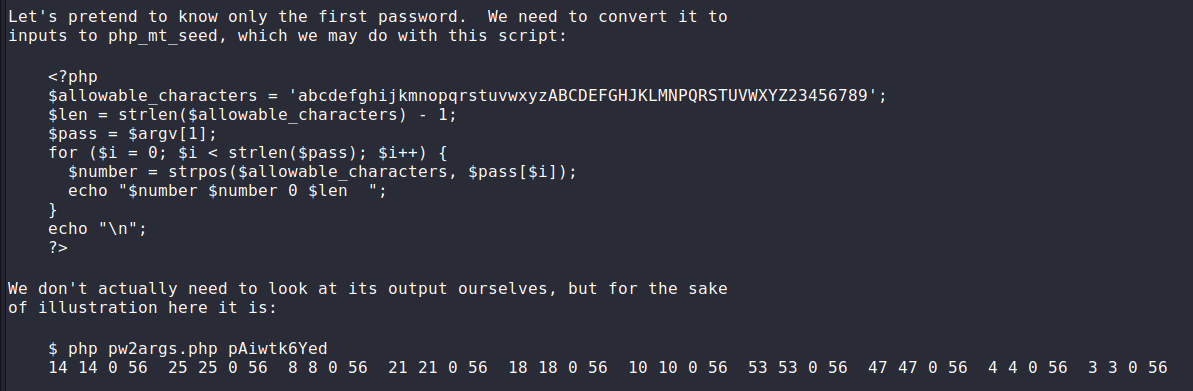 Let's pretend to know only the first password.  We need to convert it to
inputs to php_mt_seed, which we may do with this script:
<?php
$allowable_characters = 'abcdefghijkmnopqrstuvwxyzABCDEFGHJKLMNPQRSTUVWXYZ23456789';
$len = strlen($allowable_characters) - 1;
$pass = $argv[1];
for ($i = 0; $i < strlen($pass); $i++) {
  $number = strpos($allowable_characters, $pass[$i]);
  echo "$number $number 0 $len  ";
}
echo "\n";
?>
We don't actually need to look at its output ourselves, but for the sake
of illustration here it is:
$ php pw2args.php pAiwtk6Yed
14 14 0 56  25 25 0 56  8 8 0 56  21 21 0 56  18 18 0 56  10 10 0 56  53 53 0 56  47 47 0 56  4 4 0 56  3 3 0 56